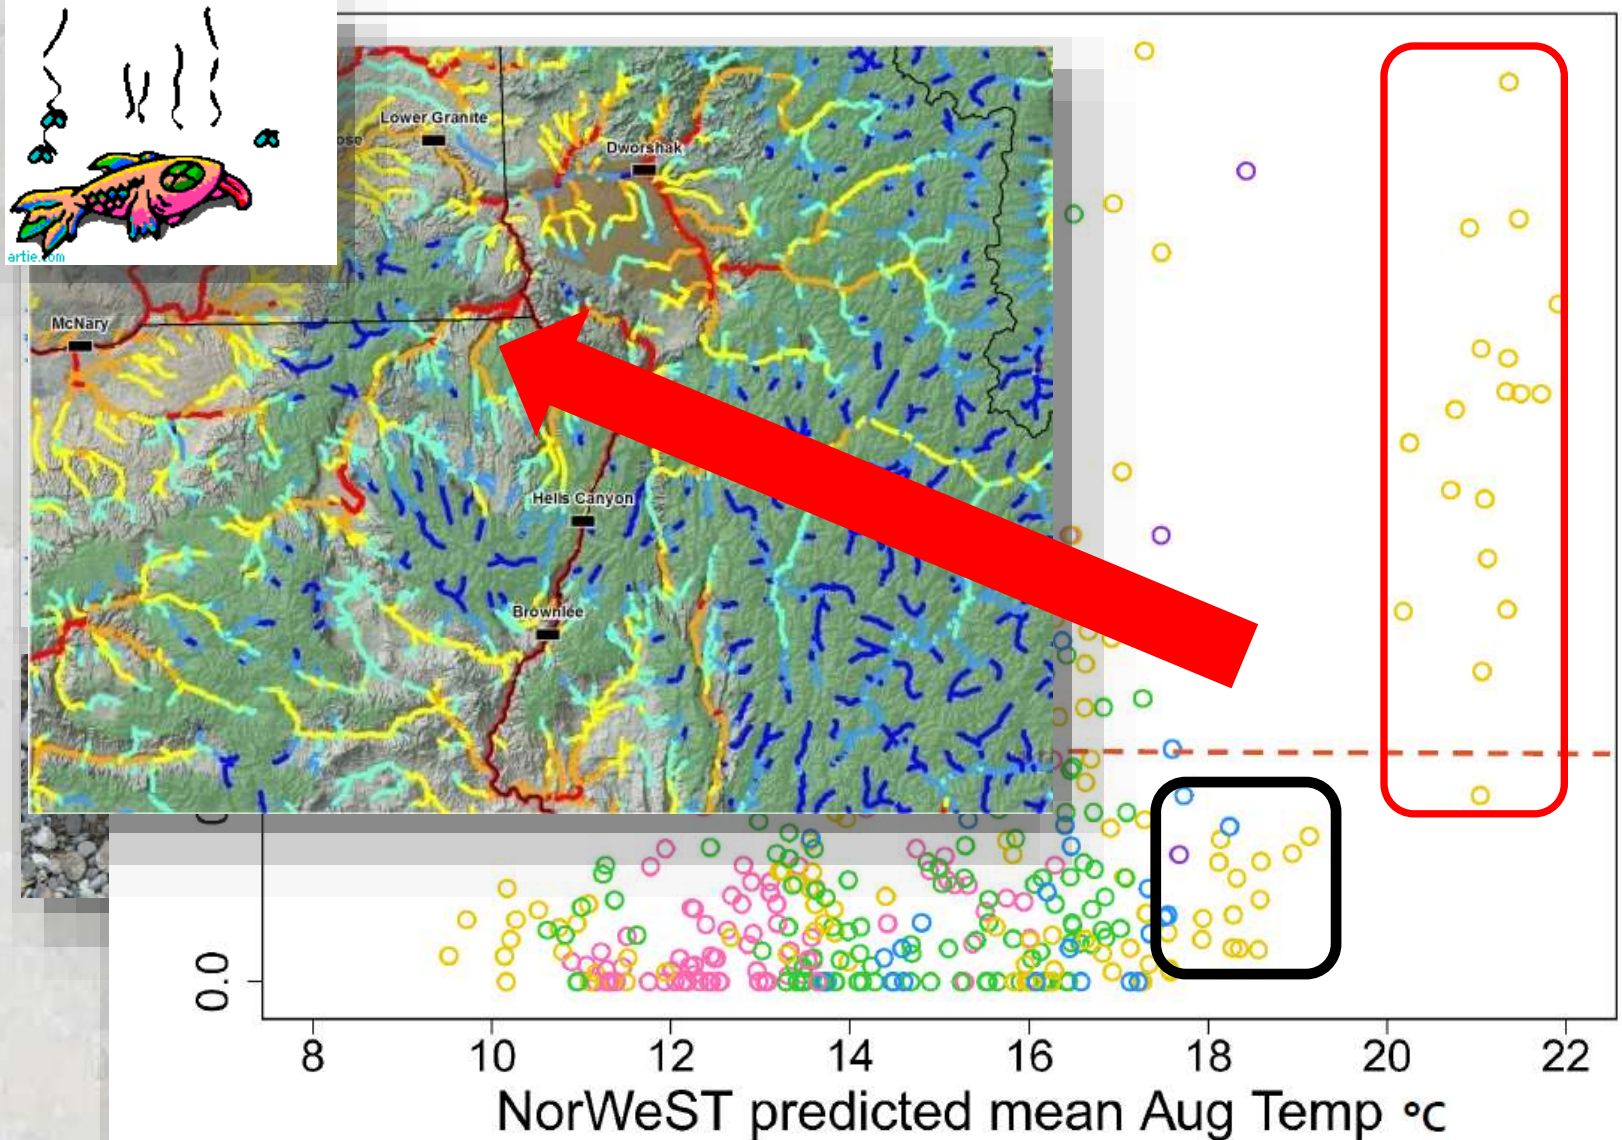 artie.com
Lower Granite
ose
Dworshak
McNary
Hells Canyon
Brownlee
0.0
8 10 12 14 16 18 20 22
NorWeST predicted mean Aug Temp °C